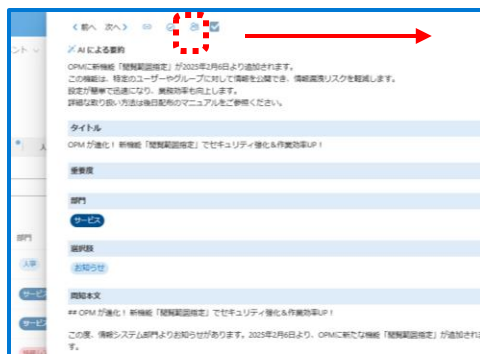 < 前へ 次へ >
ント
AI による要約
OPMに新機能「閲覧範囲指定」が2025年2月6日より追加されます。
この機能は、特定のユーザーやグループに対して情報を公開でき、情報漏洩リスクを軽減します。
設定が簡単で迅速になり、業務効率も向上します。
詳細な取り扱い方法は後日配布のマニュアルをご参照ください。
タイトル
OPM が進化！ 新機能「閲覧範囲指定」でセキュリティ強化＆作業効率UP！
重要度
部門
サービス
部門
選択肢
人事
お知らせ
サービス
周知本文
## OPM が進化！ 新機能「閲覧範囲指定」でセキュリティ強化＆作業効率UP！
サービ
この度、情報システム部門よりお知らせがあります。2025年2月6日より、OPMに新たな機能「閲覧範囲指定」が追加されま
す。